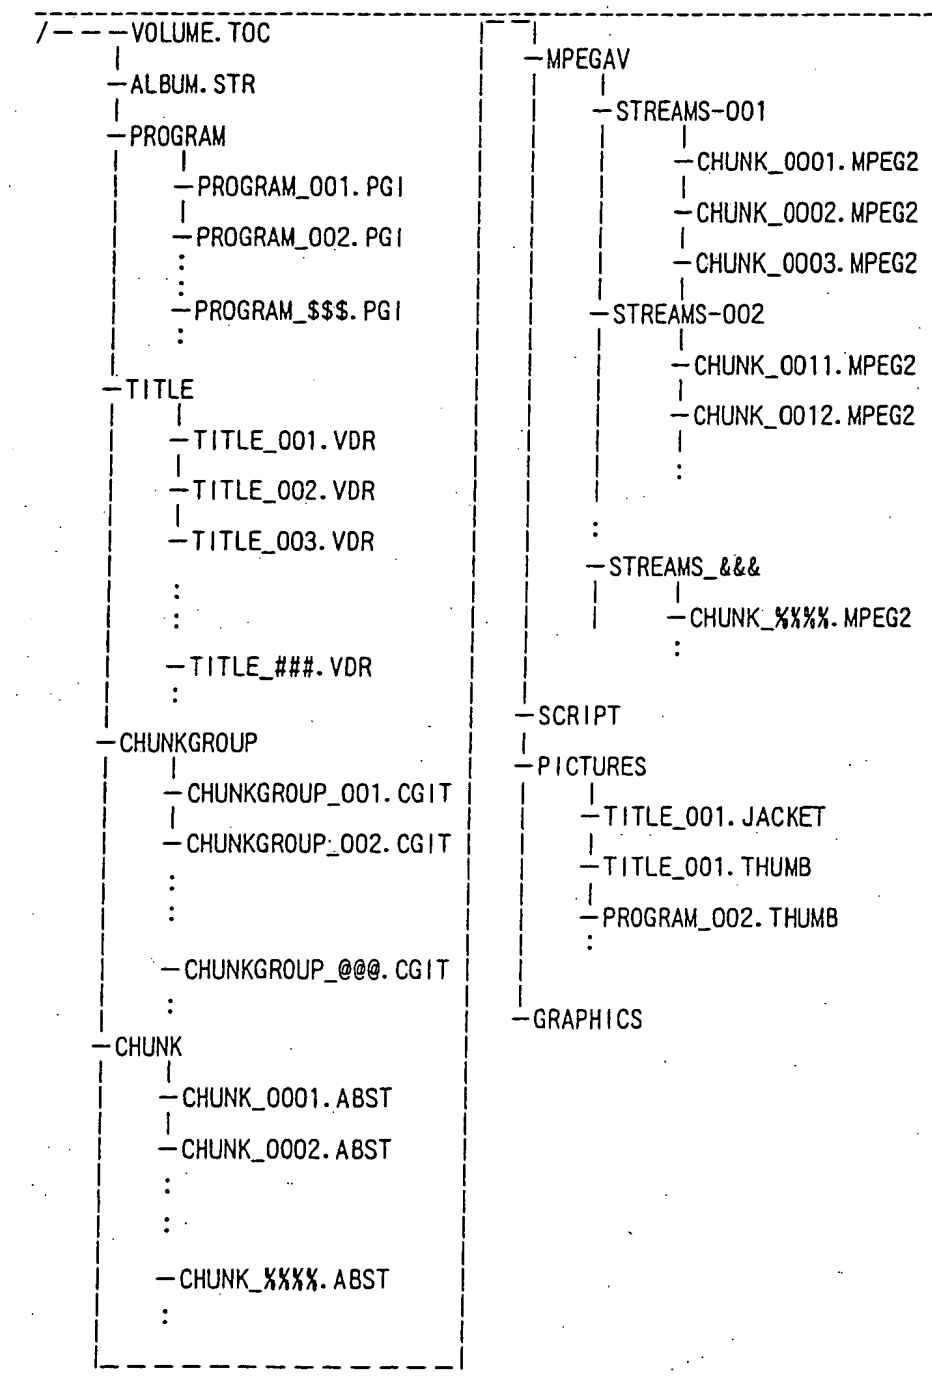 /VOLUME.TOC
ALBUM.STR
PROGRAM
PROGRAM_001.PGI
PROGRAM_002.PGI
PROGRAM_$$$.PGI
TITLE
TITLE_001.VDR
TITLE_002.VDR
TITLE_003.VDR
TITLE_###.VDR
CHUNKGROUP
CHUNKGROUP_001.CGIT
CHUNKGROUP_002.CGIT
CHUNKGROUP_@@@.CGIT
CHUNK
CHUNK_0001.ABST
CHUNK_0002.ABST
CHUNK_%%%%.ABST
MPEGAV
STREAMS-001
CHUNK_0001.MPEG2
CHUNK_0002.MPEG2
CHUNK_0003.MPEG2
STREAMS-002
CHUNK_0011.MPEG2
CHUNK_0012.MPEG2
STREAMS_&&&
CHUNK_%%%%.MPEG2
SCRIPT
PICTURES
TITLE_001.JACKET
TITLE_001.THUMB
PROGRAM_002.THUMB
GRAPHICS